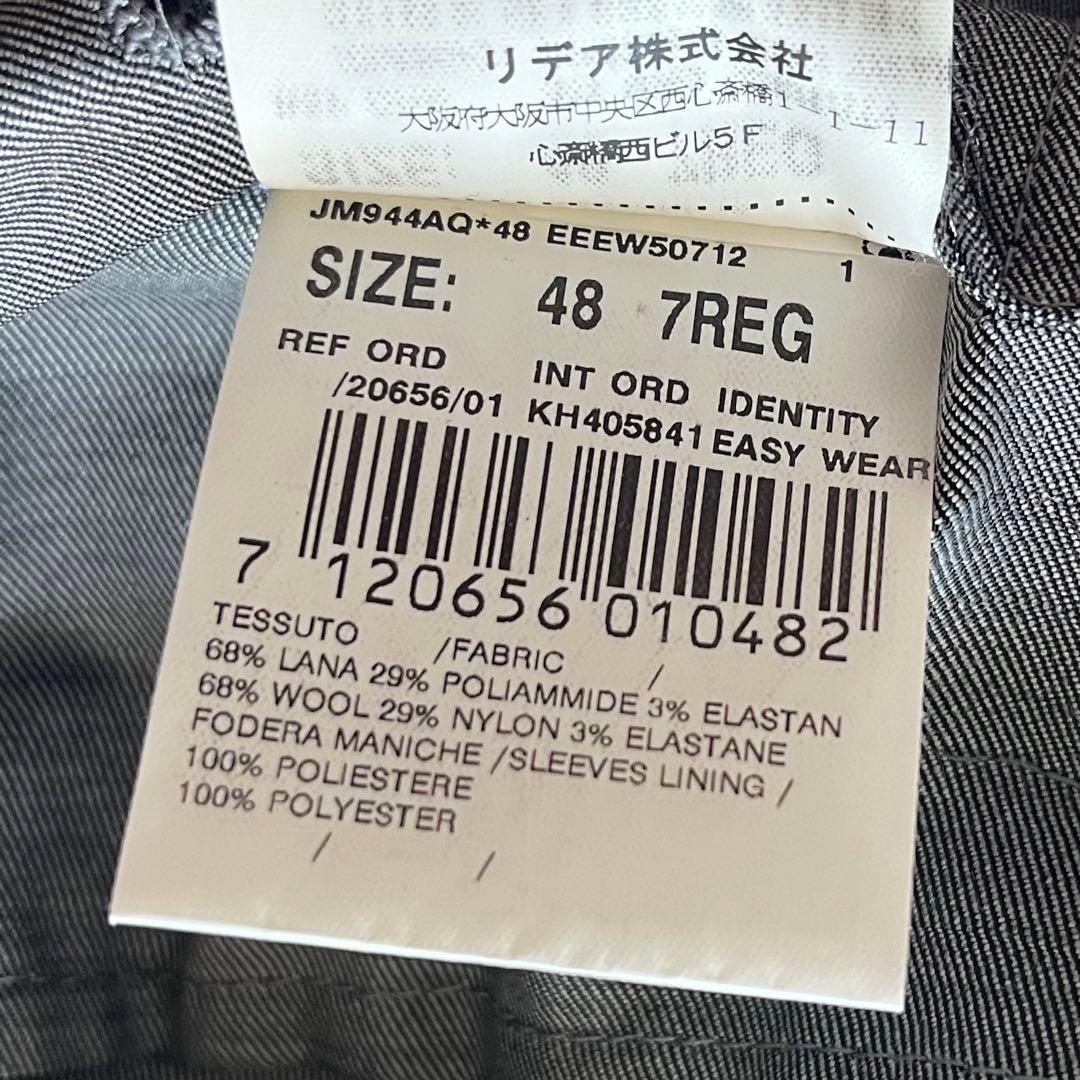 リデア株式会社
大阪府大阪市中央区西心斎橋1-1-11
心斎橋西ビル5F
JM944AQ*48 EEEW50712 1
SIZE: 48 7REG
REF ORD INT ORD IDENTITY
/20656/01 KH405841 EASY WEAR
7 120656 010482
TESSUTO /FABRIC /
68% LANA 29% POLIAMMIDE 3% ELASTAN
68% WOOL 29% NYLON 3% ELASTANE
FODERA MANICHE /SLEEVES LINING /
100% POLIESTERE
100% POLYESTER
/ /